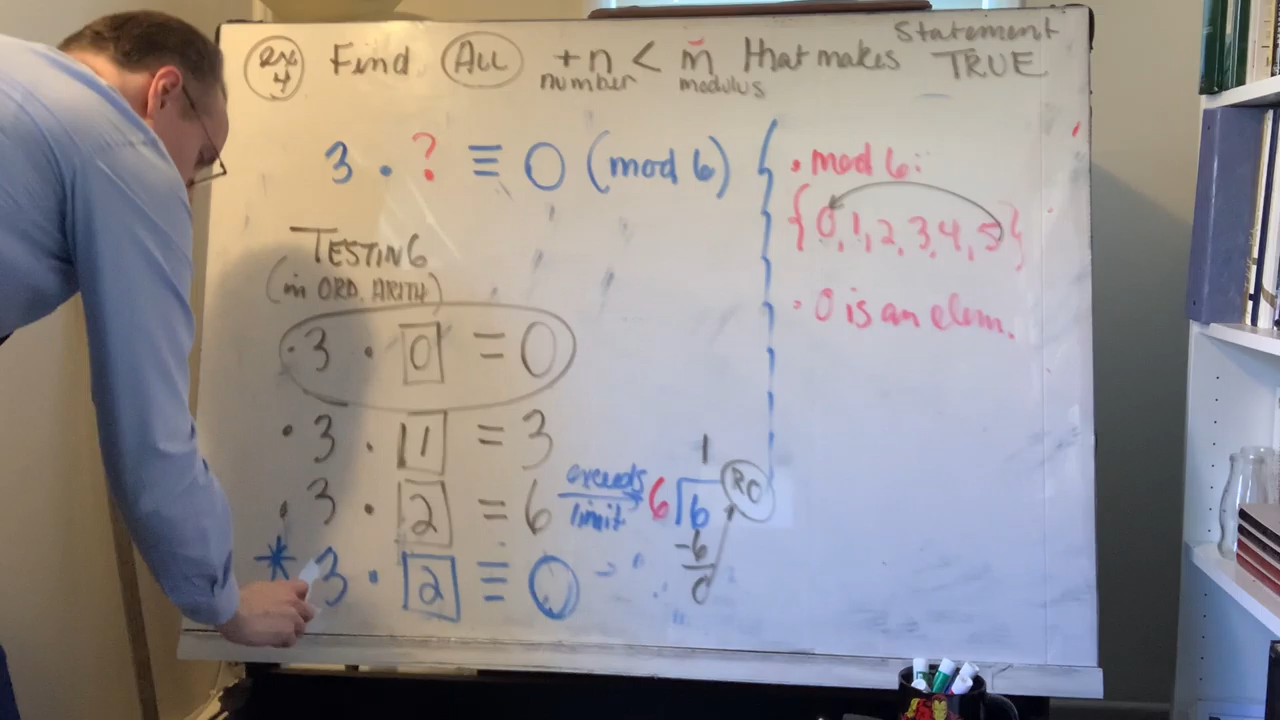 ex 4 Find ALL +n < m that makes Statement TRUE
number modulus
3 · ? ≡ 0 (mod 6)
TESTING
(in ORD. ARITH)
· 3 · 0 = 0
· 3 · 1 = 3
· 3 · 2 = 6 exceeds limit → 6 6 1 R0
-6
0
* 3 · 2 ≡ 0
· mod 6:
{0, 1, 2, 3, 4, 5}
· 0 is an elem.